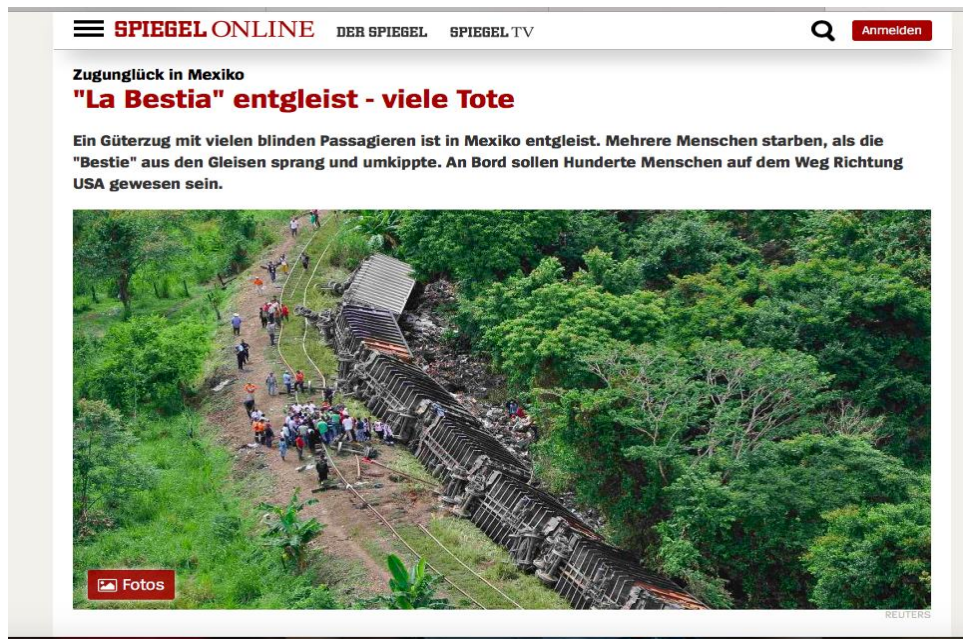 SPIEGEL ONLINE DER SPIEGEL SPIEGEL TV Anmelden
Zugunglück in Mexiko
"La Bestia" entgleist - viele Tote
Ein Güterzug mit vielen blinden Passagieren ist in Mexiko entgleist. Mehrere Menschen starben, als die
"Bestie" aus den Gleisen sprang und umkippte. An Bord sollen Hunderte Menschen auf dem Weg Richtung
USA gewesen sein.
Fotos
REUTERS